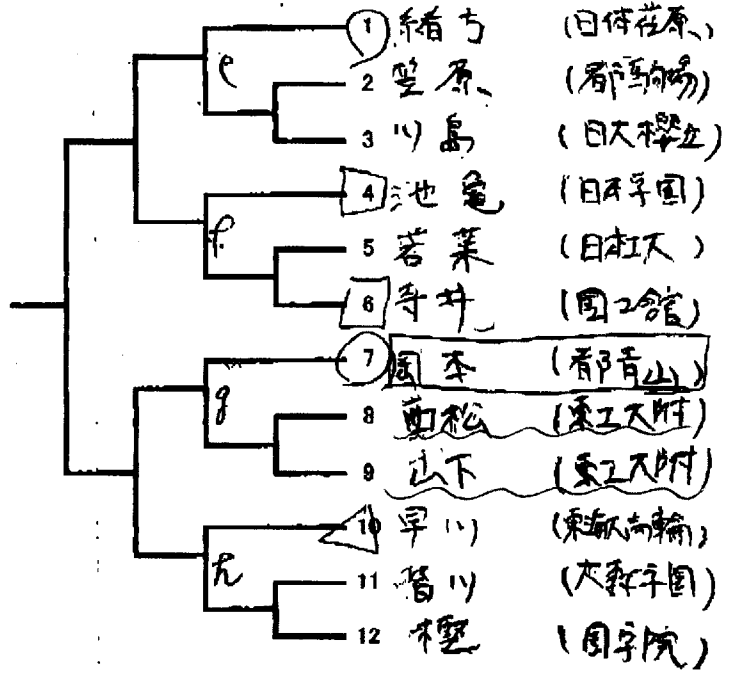 1 緒方 (日体荏原)
e
2 笠原 (都駒場)
3 川島 (日大櫻丘)
4 池亀 (日本学園)
f
5 若葉 (日本工大)
6 寺井 (国士舘)
7 岡本 (都青山)
g
8 剪松 (東工大附)
9 山下 (東工大附)
10 早川 (東海大高輪)
h
11 皆川 (大森学園)
12 (国学院)